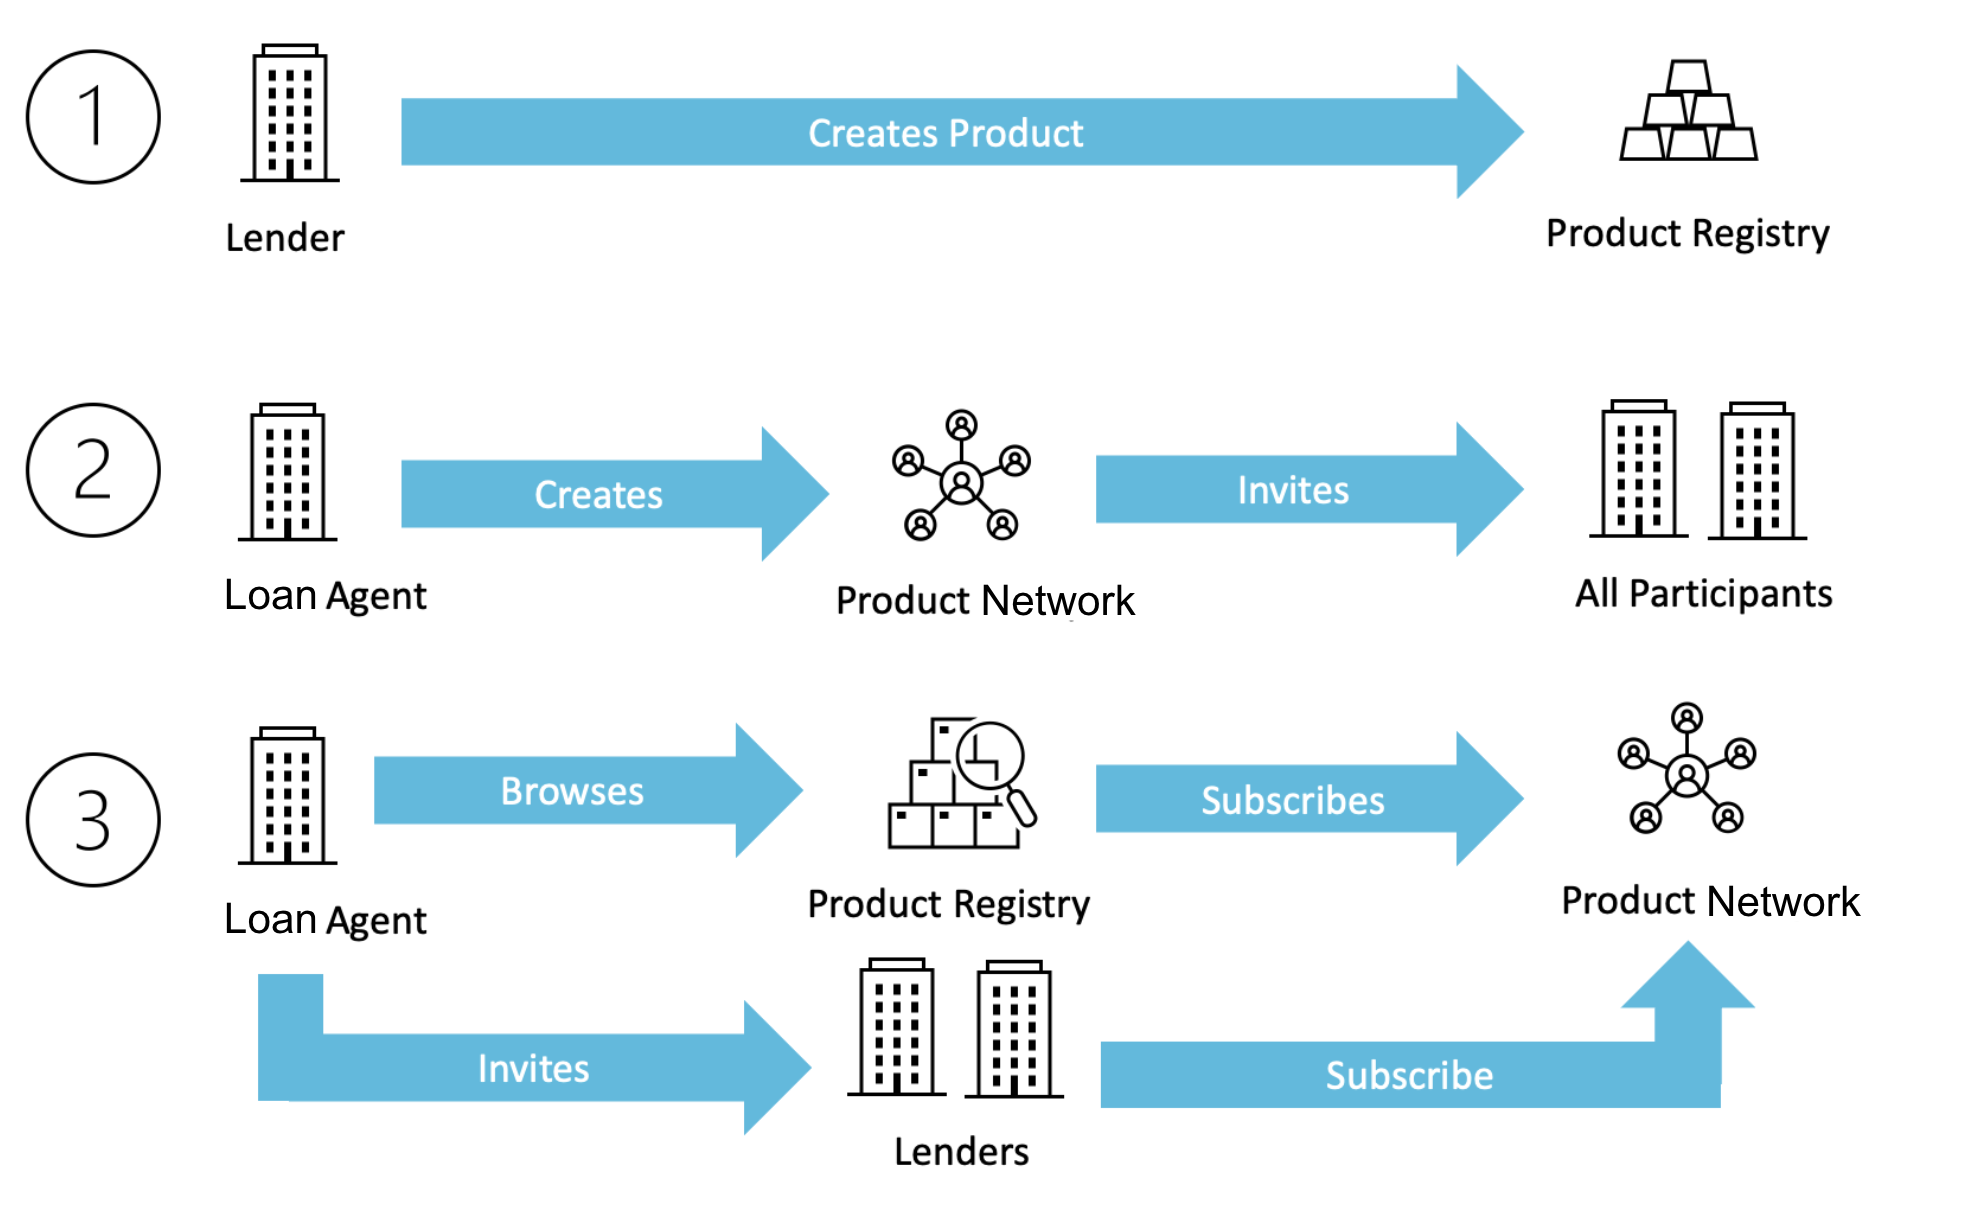 1
Creates Product
Lender
Product Registry
2
Creates
Invites
Loan Agent
Product Network
All Participants
3
Browses
Subscribes
Loan Agent
Product Registry
Product Network
Invites
Subscribe
Lenders